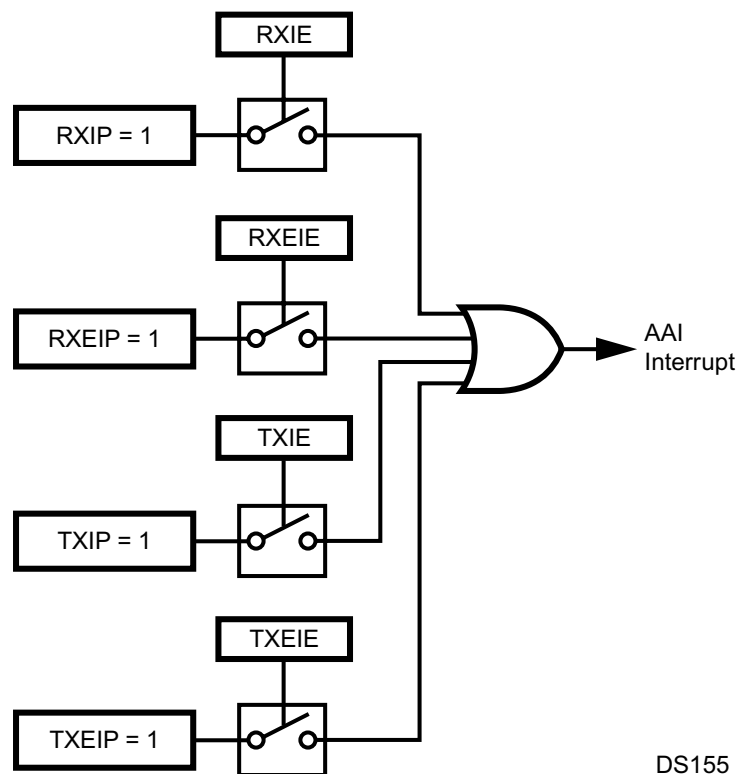 RXIE
RXIP = 1
RXEIE
RXEIP = 1
AAI
Interrupt
TXIE
TXIP = 1
TXEIE
TXEIP = 1
DS155